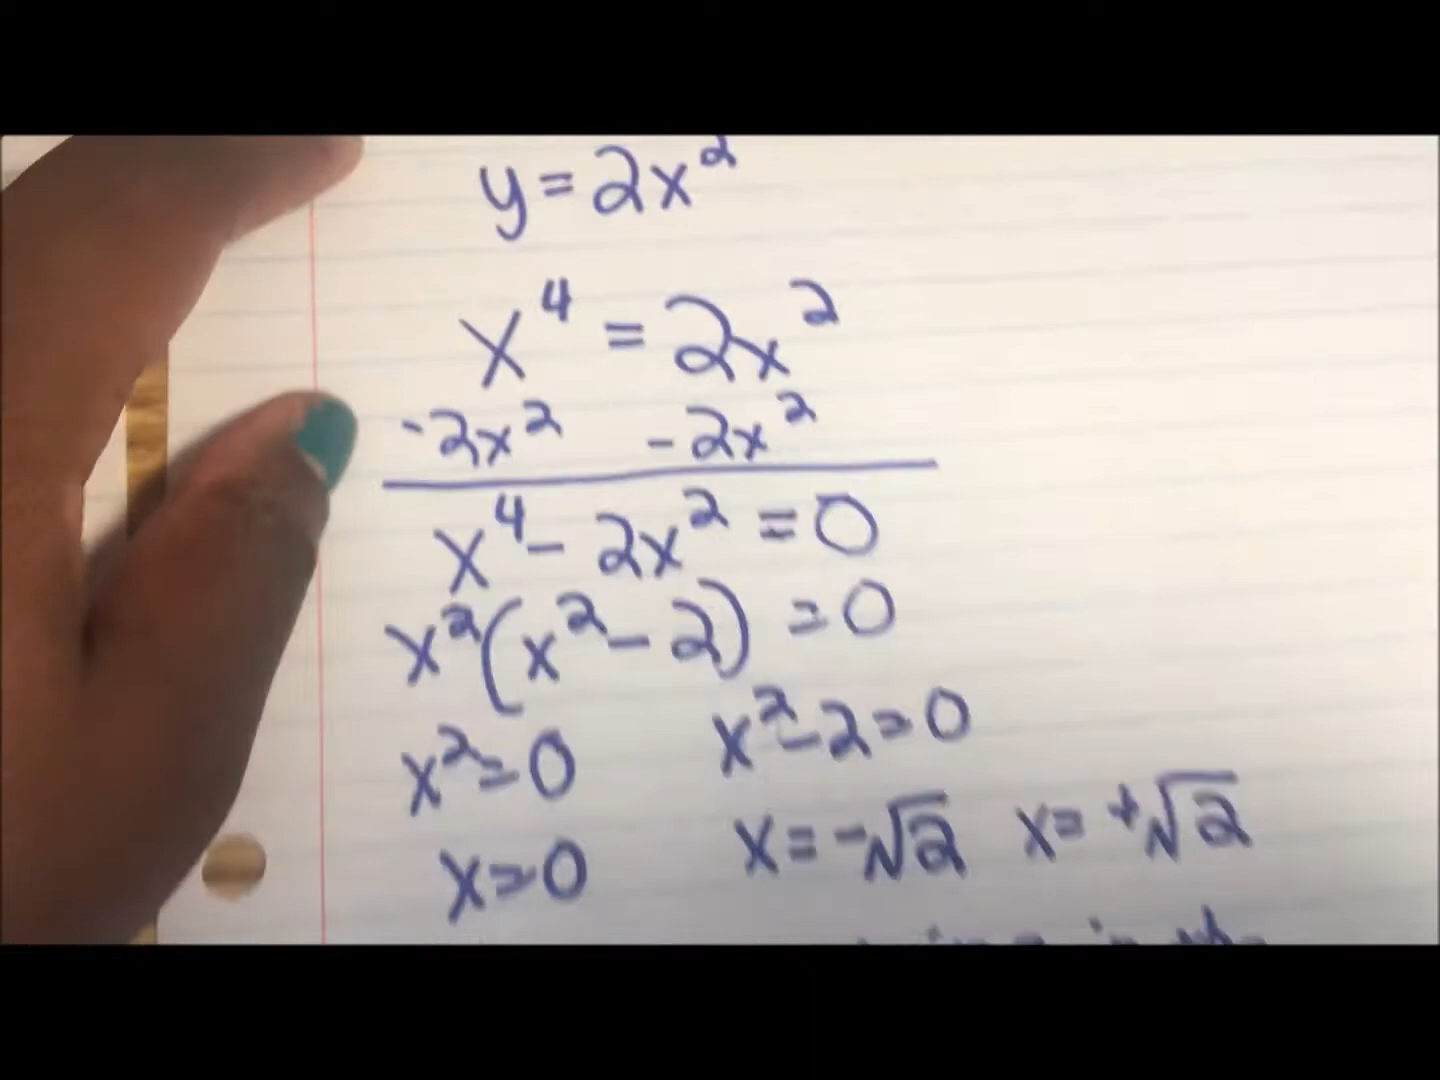 y = 2x²
x⁴ = 2x²
-2x² -2x²
x⁴ - 2x² = 0
x²(x² - 2) = 0
x² = 0 x² - 2 = 0
x = 0 x = -√2 x = +√2